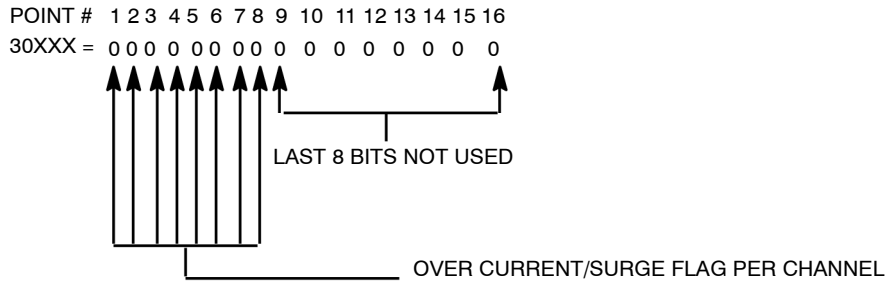 POINT # 1 2 3 4 5 6 7 8 9 10 11 12 13 14 15 16
30XXX = 0 0 0 0 0 0 0 0 0 0 0 0 0 0 0 0
LAST 8 BITS NOT USED
OVER CURRENT/SURGE FLAG PER CHANNEL